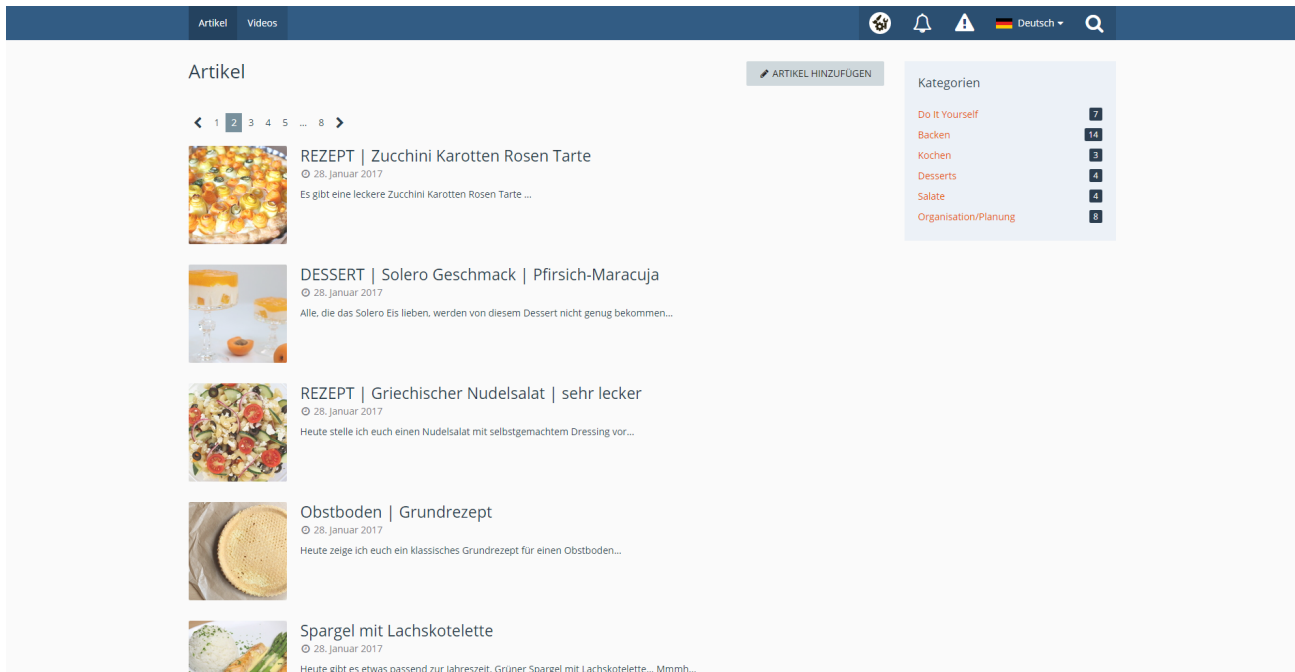 Artikel Videos Deutsch
Artikel
ARTIKEL HINZUFÜGEN
1 2 3 4 5 ... 8
REZEPT | Zucchini Karotten Rosen Tarte
28. Januar 2017
Es gibt eine leckere Zucchini Karotten Rosen Tarte ...
DESSERT | Solero Geschmack | Pfirsich-Maracuja
28. Januar 2017
Alle, die das Solero Eis lieben, werden von diesem Dessert nicht genug bekommen...
REZEPT | Griechischer Nudelsalat | sehr lecker
28. Januar 2017
Heute stelle ich euch einen Nudelsalat mit selbstgemachtem Dressing vor...
Obstboden | Grundrezept
28. Januar 2017
Heute zeige ich euch ein klassisches Grundrezept für einen Obstboden...
Spargel mit Lachskotelette
28. Januar 2017
Heute gibt es etwas passend zur Jahreszeit. Grüner Spargel mit Lachskotelette... Mmmh...
Kategorien
Do It Yourself 7
Backen 14
Kochen 3
Desserts 4
Salate 4
Organisation/Planung 8